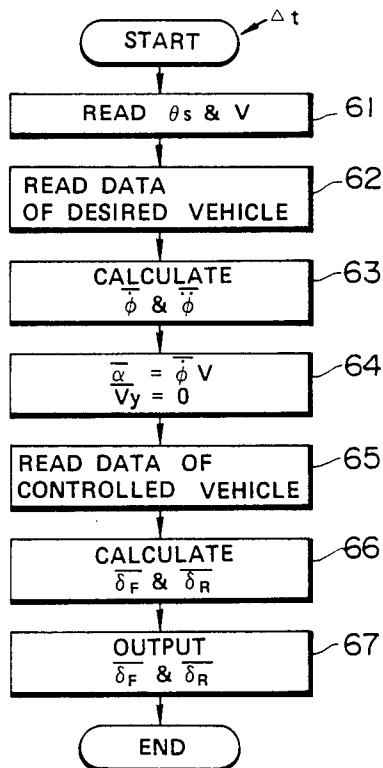 START
Δt
READ θs & V
61
READ DATA
OF DESIRED VEHICLE
62
CALCULATE
φ̇̅ & φ̈̅
63
α̅ = φ̇̅ V
V̅y = 0
64
READ DATA OF
CONTROLLED VEHICLE
65
CALCULATE
δ̅F & δ̅R
66
OUTPUT
δ̅F & δ̅R
67
END